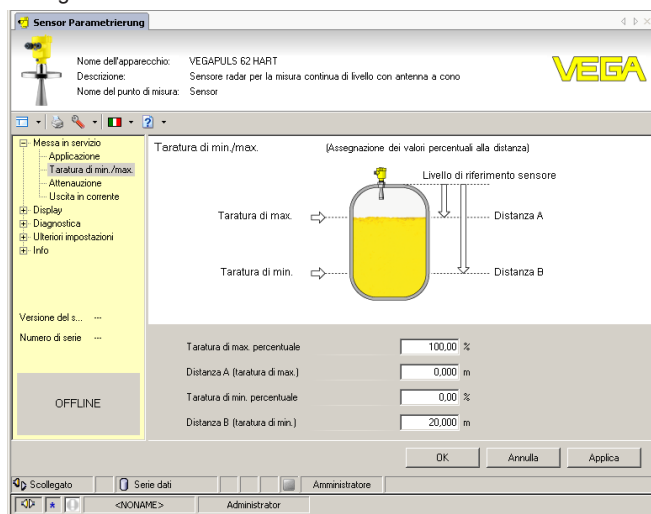 Sensor Parametrierung
Nome dell'apparecchio: VEGAPULS 62 HART
Descrizione: Sensore radar per la misura continua di livello con antenna a cono
Nome del punto di misura: Sensor
VEGA
Messa in servizio
Applicazione
Taratura di min./max.
Attenuazione
Uscita in corrente
Display
Diagnostica
Ulteriori impostazioni
Info
Versione del s... ---
Numero di serie ---
OFFLINE
Taratura di min./max. (Assegnazione dei valori percentuali alla distanza)
Livello di riferimento sensore
Taratura di max. Distanza A
Taratura di min. Distanza B
Taratura di max. percentuale 100,00 %
Distanza A (taratura di max.) 0,000 m
Taratura di min. percentuale 0,00 %
Distanza B (taratura di min.) 20,000 m
OK Annulla Applica
Scollegato Serie dati Amministratore
<NONAME> Administrator